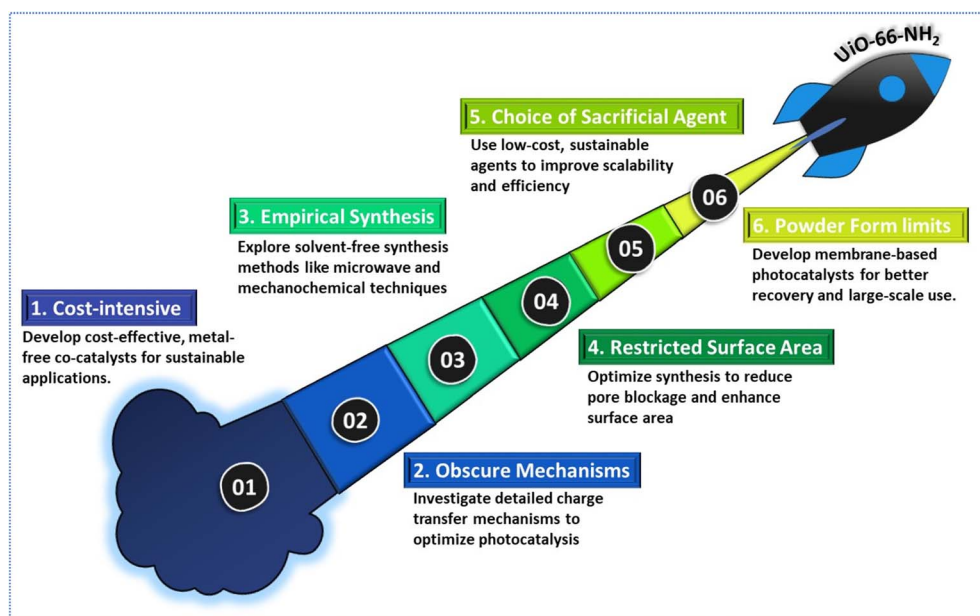 UiO-66-NH₂
5. Choice of Sacrificial Agent
Use low-cost, sustainable
agents to improve scalability
and efficiency
06
3. Empirical Synthesis
Explore solvent-free synthesis
methods like microwave and
mechanochemical techniques
6. Powder Form limits
Develop membrane-based
photocatalysts for better
recovery and large-scale use.
05
1. Cost-intensive
Develop cost-effective, metal-
free co-catalysts for sustainable
applications.
04
03
4. Restricted Surface Area
Optimize synthesis to reduce
pore blockage and enhance
surface area
02
2. Obscure Mechanisms
Investigate detailed charge
transfer mechanisms to
optimize photocatalysis
01